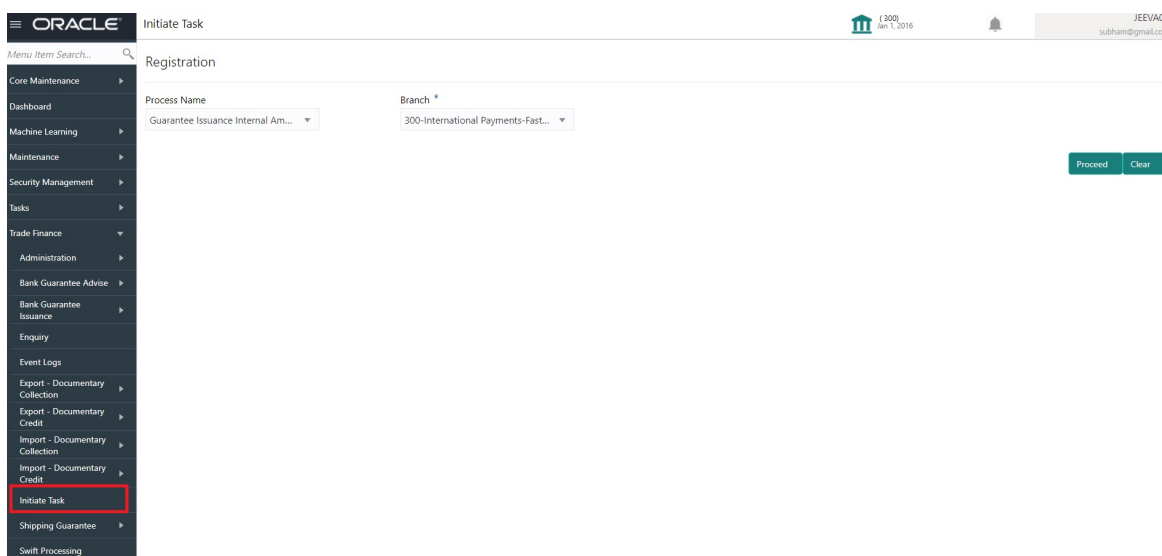 ORACLE
Initiate Task
(300)
Jan 1, 2016
JEEVA
subham@gmail.co
Menu Item Search...
Registration
Core Maintenance
Dashboard
Machine Learning
Maintenance
Security Management
Tasks
Trade Finance
Administration
Bank Guarantee Advise
Bank Guarantee
Issuance
Enquiry
Event Logs
Export - Documentary
Collection
Export - Documentary
Credit
Import - Documentary
Collection
Import - Documentary
Credit
Initiate Task
Shipping Guarantee
Swift Processing
Process Name
Guarantee Issuance Internal Am...
Branch *
300-International Payments-Fast...
Proceed
Clear